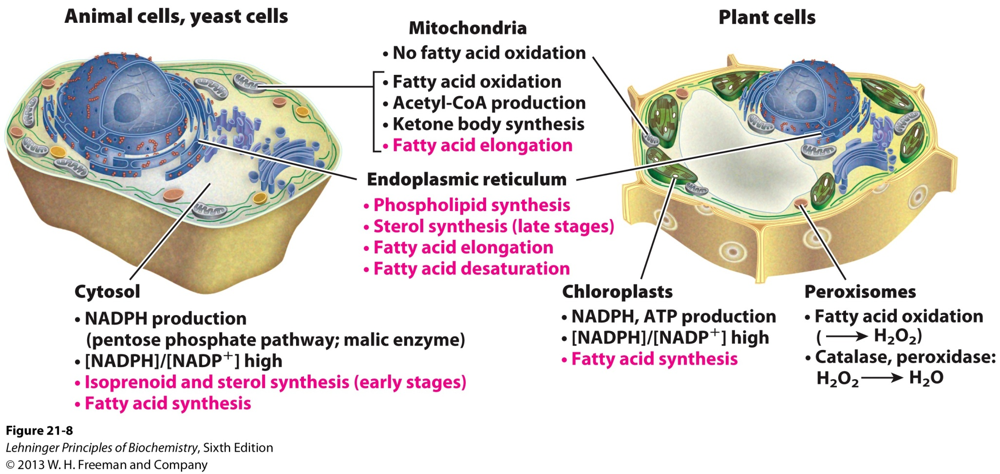 Animal cells, yeast cells
Plant cells
Mitochondria
• No fatty acid oxidation
• Fatty acid oxidation
• Acetyl-CoA production
• Ketone body synthesis
• Fatty acid elongation
Endoplasmic reticulum
• Phospholipid synthesis
• Sterol synthesis (late stages)
• Fatty acid elongation
• Fatty acid desaturation
Cytosol
• NADPH production
(pentose phosphate pathway; malic enzyme)
• [NADPH]/[NADP⁺] high
• Isoprenoid and sterol synthesis (early stages)
• Fatty acid synthesis
Chloroplasts
• NADPH, ATP production
• [NADPH]/[NADP⁺] high
• Fatty acid synthesis
Peroxisomes
• Fatty acid oxidation
(⟶ H₂O₂)
• Catalase, peroxidase:
H₂O₂ ⟶ H₂O
Figure 21-8
Lehninger Principles of Biochemistry, Sixth Edition
© 2013 W. H. Freeman and Company